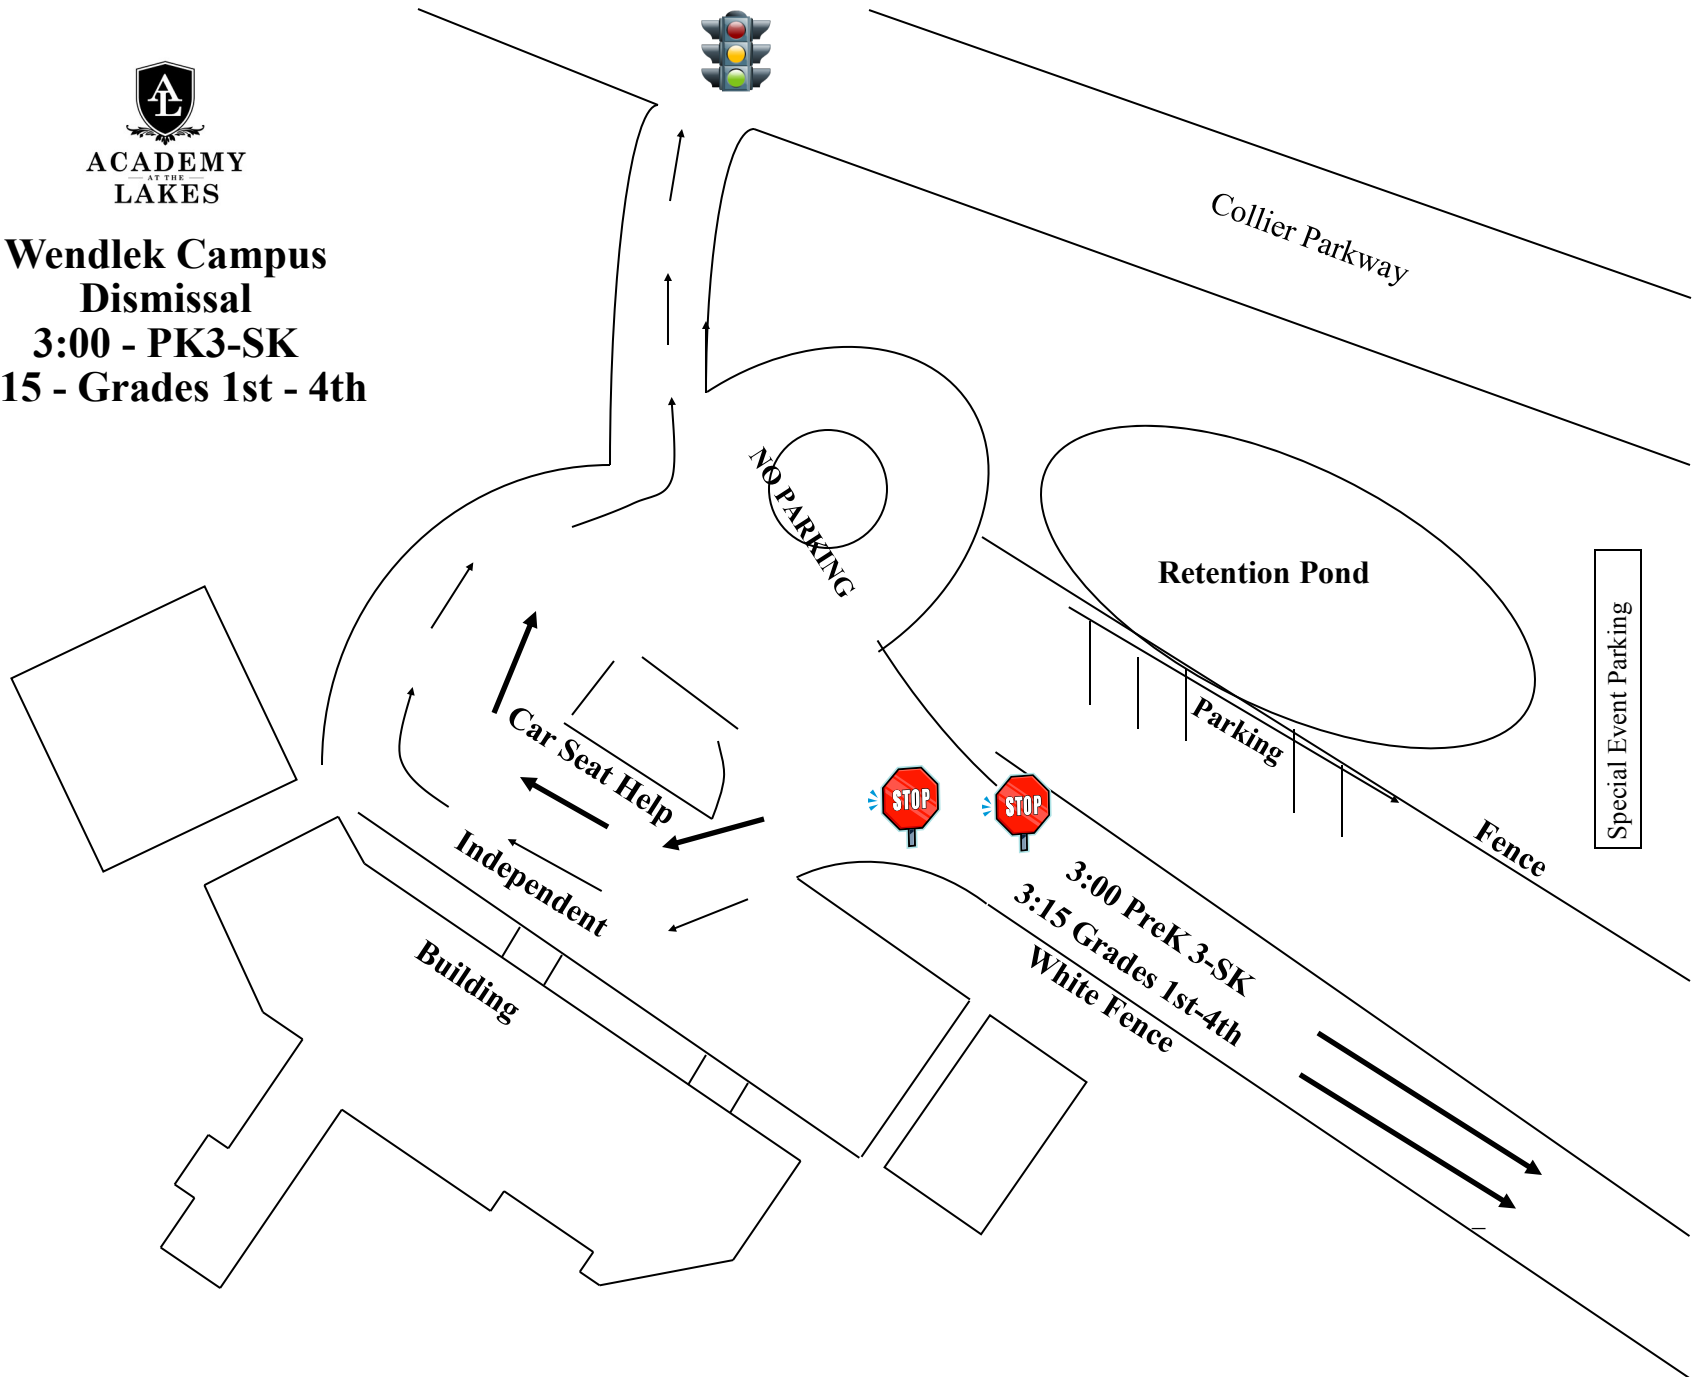 ACADEMY
AT THE
LAKES
Wendlek Campus
Dismissal
3:00 - PK3-SK
15 - Grades 1st - 4th
Collier Parkway
NO PARKING
Retention Pond
Special Event Parking
Parking
Fence
Car Seat Help
STOP
STOP
Independent
Building
3:00 PreK 3-SK
3:15 Grades 1st-4th
White Fence